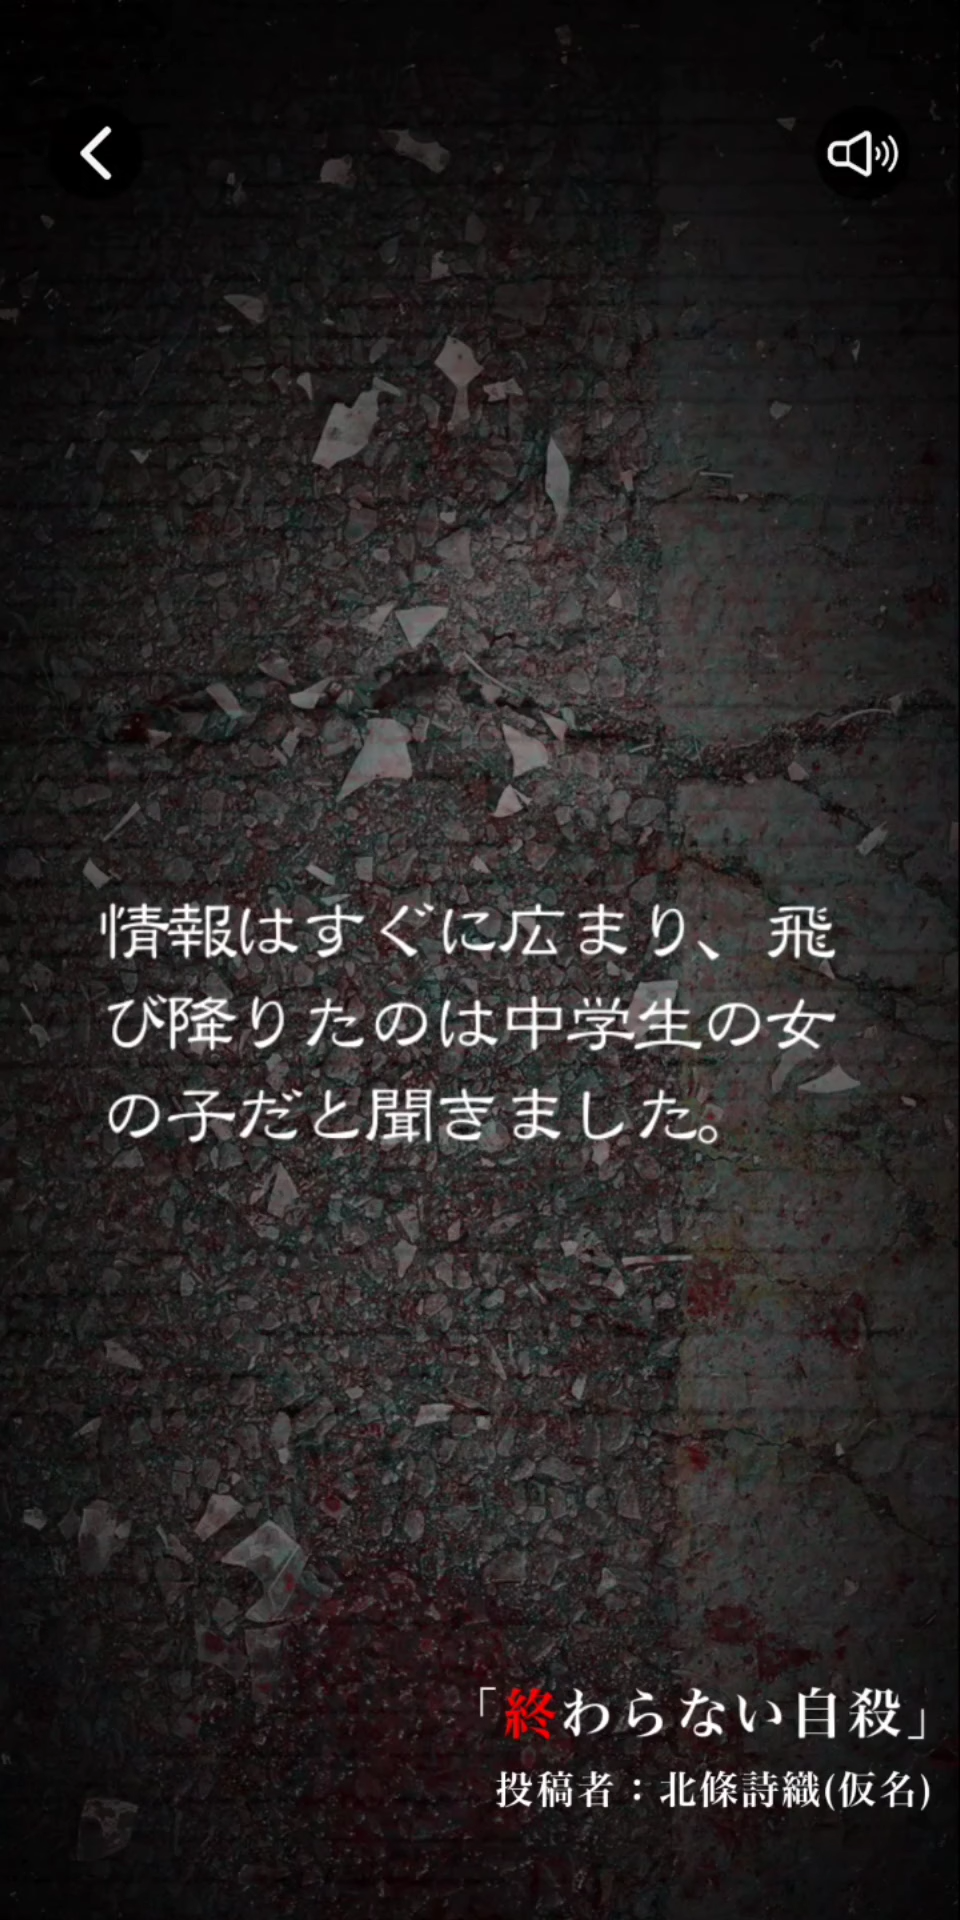 情報はすぐに広まり、飛
び降りたのは中学生の女
の子だと聞きました。
「終わらない自殺」
投稿者：北條詩織(仮名)